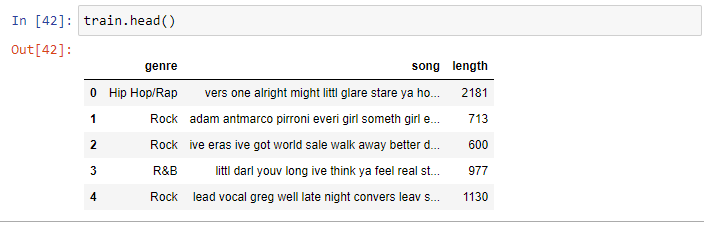 In [42]: train.head()
Out[42]:
genre song length
0 Hip Hop/Rap vers one alright might littl glare stare ya ho... 2181
1 Rock adam antmarco pirroni everi girl someth girl e... 713
2 Rock ive eras ive got world sale walk away better d... 600
3 R&B littl darl youv long ive think ya feel real st... 977
4 Rock lead vocal greg well late night convers leav s... 1130